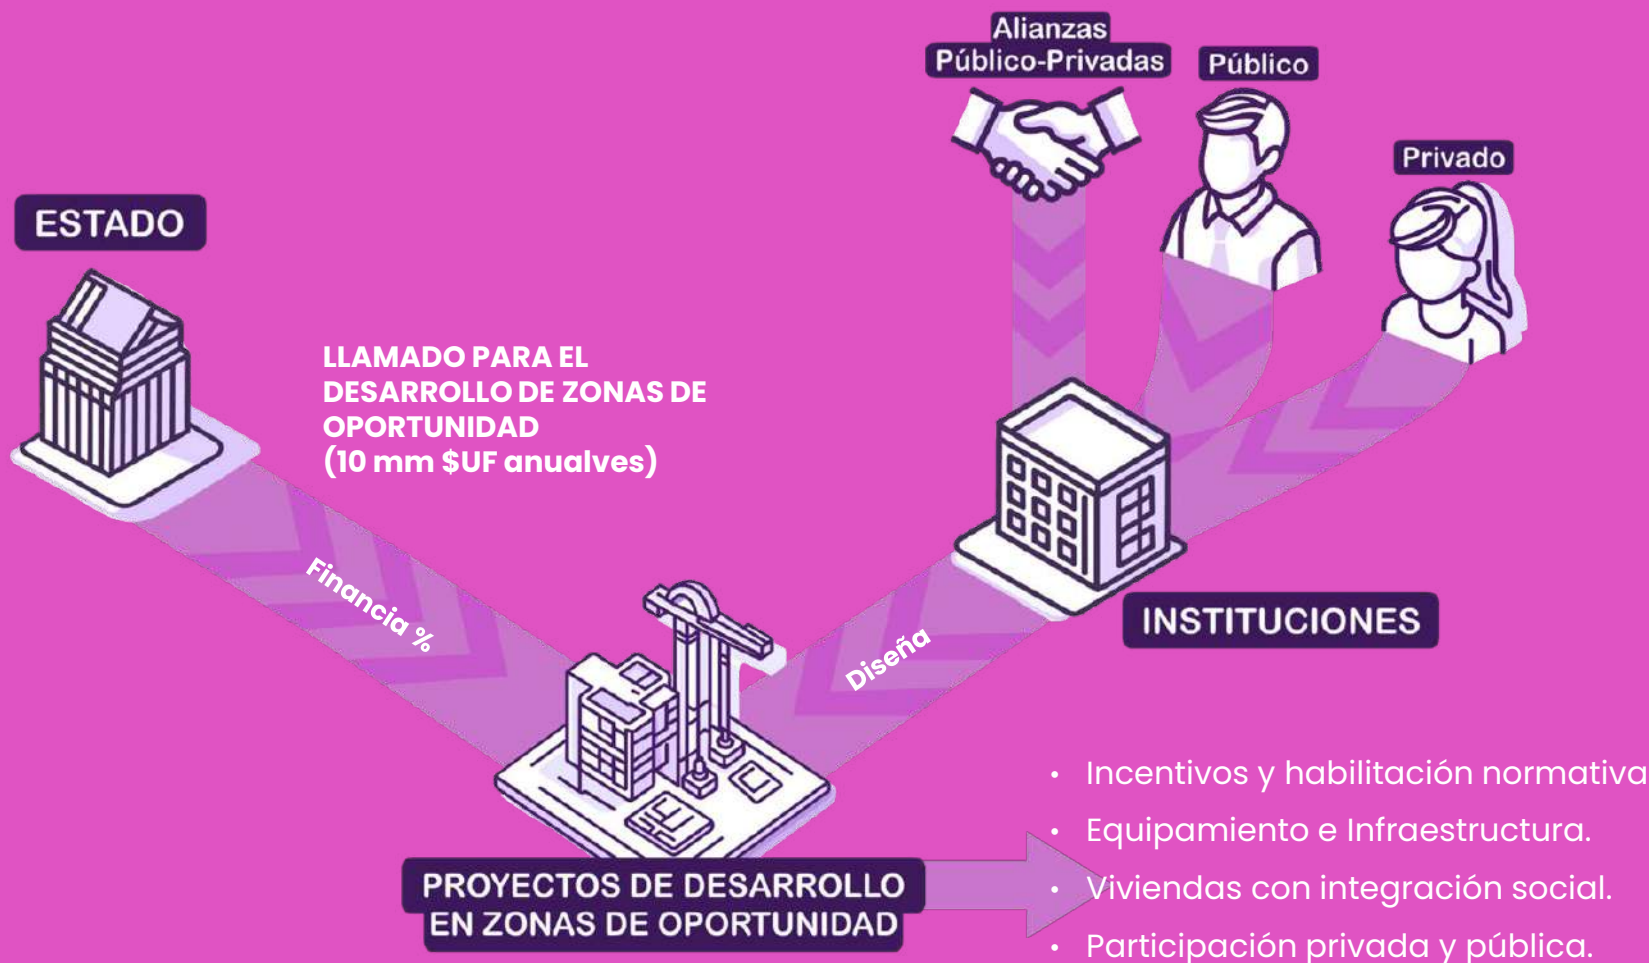 Alianzas
Público-Privadas
Público
Privado
ESTADO
LLAMADO PARA EL
DESARROLLO DE ZONAS DE
OPORTUNIDAD
(10 mm $UF anualves)
Financia %
Diseña
INSTITUCIONES
PROYECTOS DE DESARROLLO
EN ZONAS DE OPORTUNIDAD
• Incentivos y habilitación normativa
• Equipamiento e Infraestructura.
• Viviendas con integración social.
• Participación privada y pública.